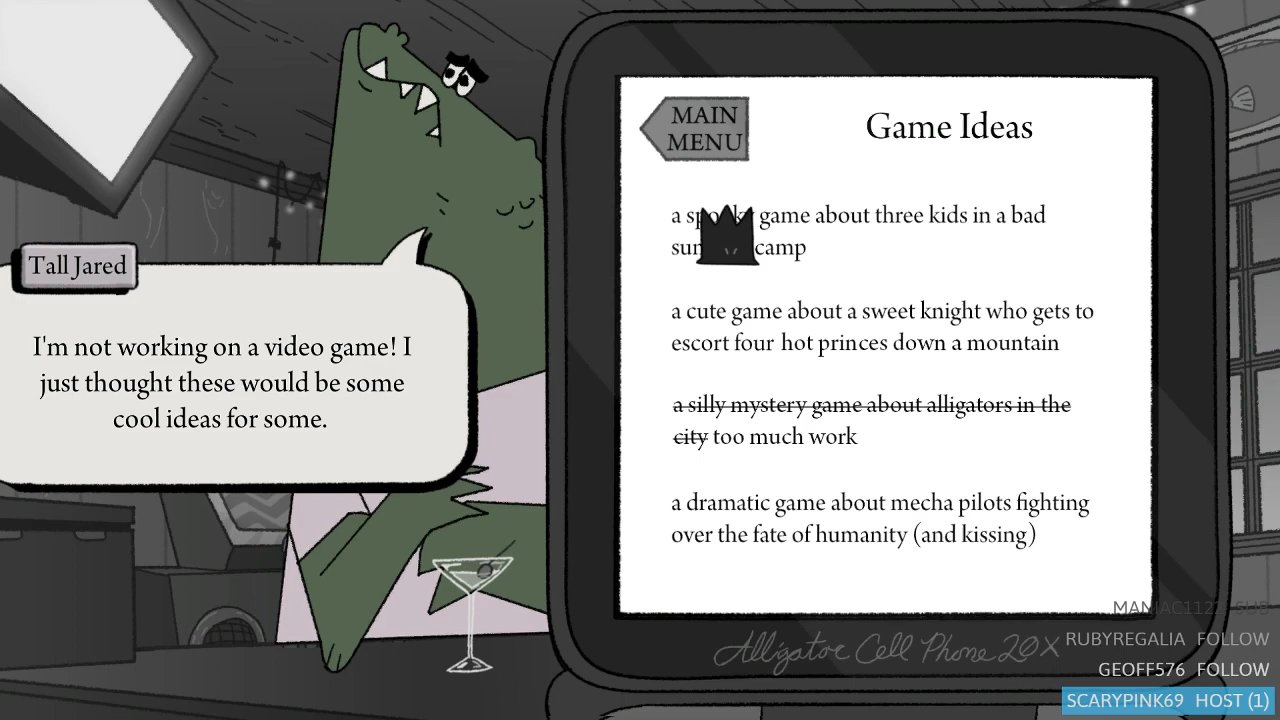 MAIN
MENU
Game Ideas
a game about three kids in a bad
camp
a cute game about a sweet knight who gets to
escort four hot princes down a mountain
a silly mystery game about alligators in the
city too much work
a dramatic game about mecha pilots fighting
over the fate of humanity (and kissing)
Tall Jared
I'm not working on a video game! I
just thought these would be some
cool ideas for some.
Alligator Cell Phone 20X
SUB
RUBYREGALIA FOLLOW
GEOFF576 FOLLOW
SCARYPINK69 HOST (1)